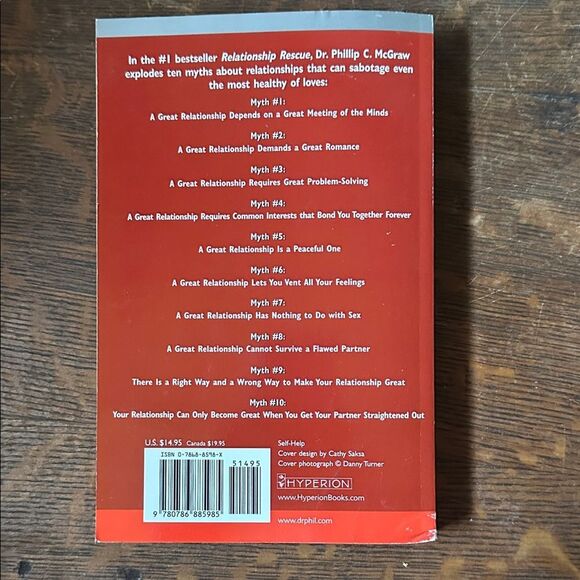 In the #1 bestseller Relationship Rescue, Dr. Phillip C. McGraw
explodes ten myths about relationships that can sabotage even
the most healthy of loves:
Myth #1:
A Great Relationship Depends on a Great Meeting of the Minds
Myth #2:
A Great Relationship Demands a Great Romance
Myth #3:
A Great Relationship Requires Great Problem-Solving
Myth #4:
A Great Relationship Requires Common Interests that Bond You Together Forever
Myth #5:
A Great Relationship Is a Peaceful One
Myth #6:
A Great Relationship Lets You Vent All Your Feelings
Myth #7:
A Great Relationship Has Nothing to Do with Sex
Myth #8:
A Great Relationship Cannot Survive a Flawed Partner
Myth #9:
There Is a Right Way and a Wrong Way to Make Your Relationship Great
Myth #10:
Your Relationship Can Only Become Great When You Get Your Partner Straightened Out
U.S. $14.95 Canada $19.95
ISBN 0-7868-8598-X
51495
9 780786 885985
Self-Help
Cover design by Cathy Saksa
Cover photograph © Danny Turner
HYPERION
www.HyperionBooks.com
www.drphil.com